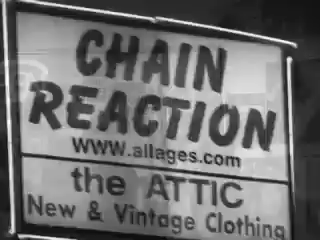 CHAIN
REACTION
www.allages.com
the ATTIC
New & Vintage Clothing